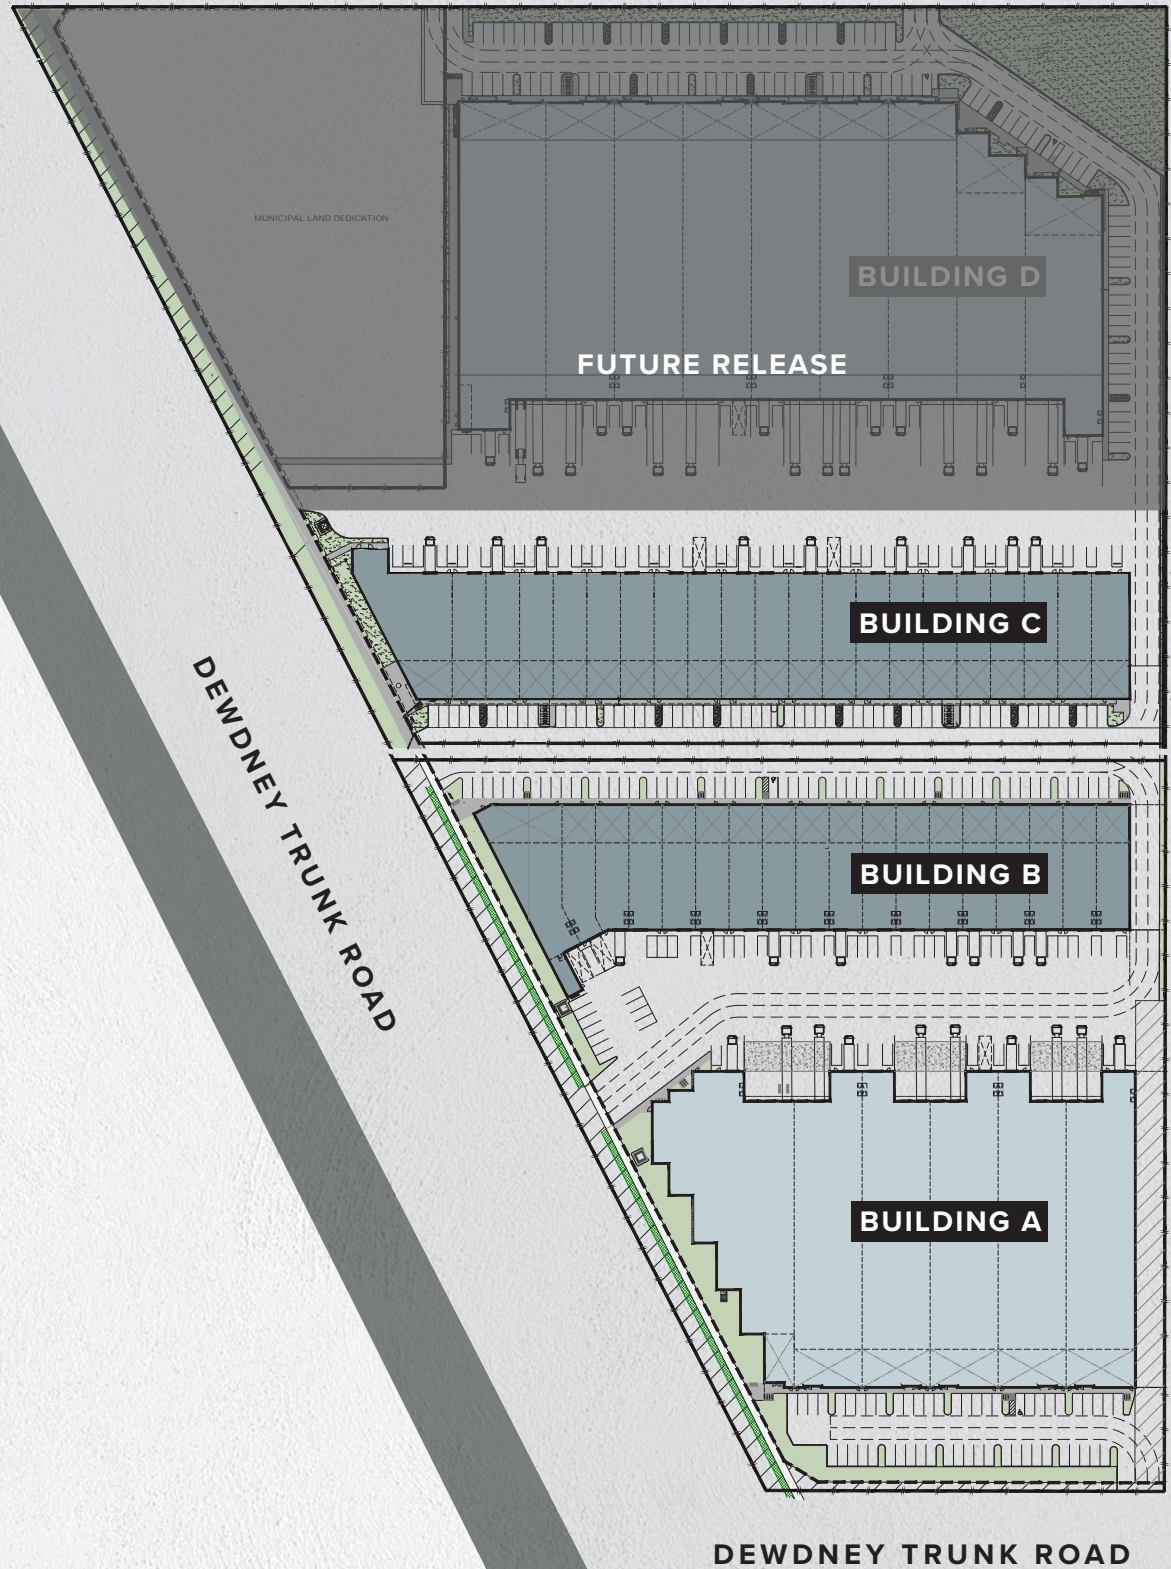 MUNICIPAL LAND DEDICATION
BUILDING D
FUTURE RELEASE
BUILDING C
DEWDNEY TRUNK ROAD
BUILDING B
BUILDING A
DEWDNEY TRUNK ROAD